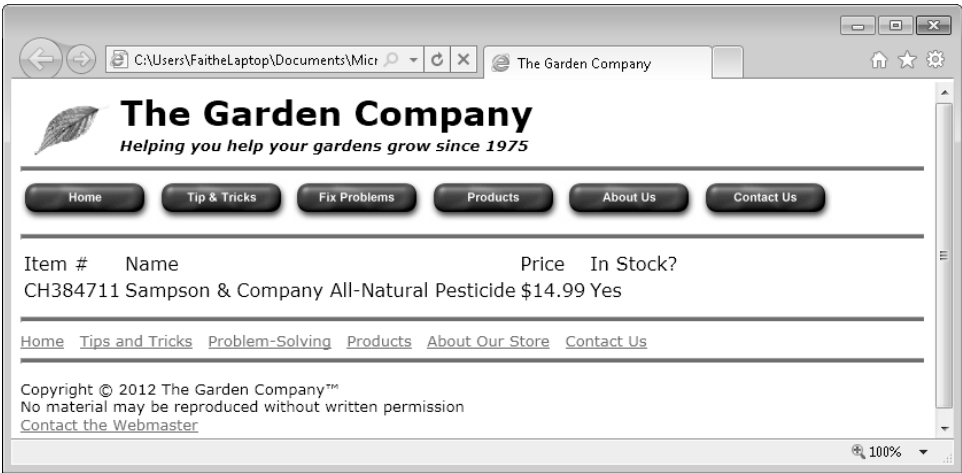 C:\Users\FaitheLaptop\Documents\Micr
The Garden Company
The Garden Company
Helping you help your gardens grow since 1975
Home Tip & Tricks Fix Problems Products About Us Contact Us
Item # Name Price In Stock?
CH384711 Sampson & Company All-Natural Pesticide $14.99 Yes
Home Tips and Tricks Problem-Solving Products About Our Store Contact Us
Copyright © 2012 The Garden Company™
No material may be reproduced without written permission
Contact the Webmaster
100%